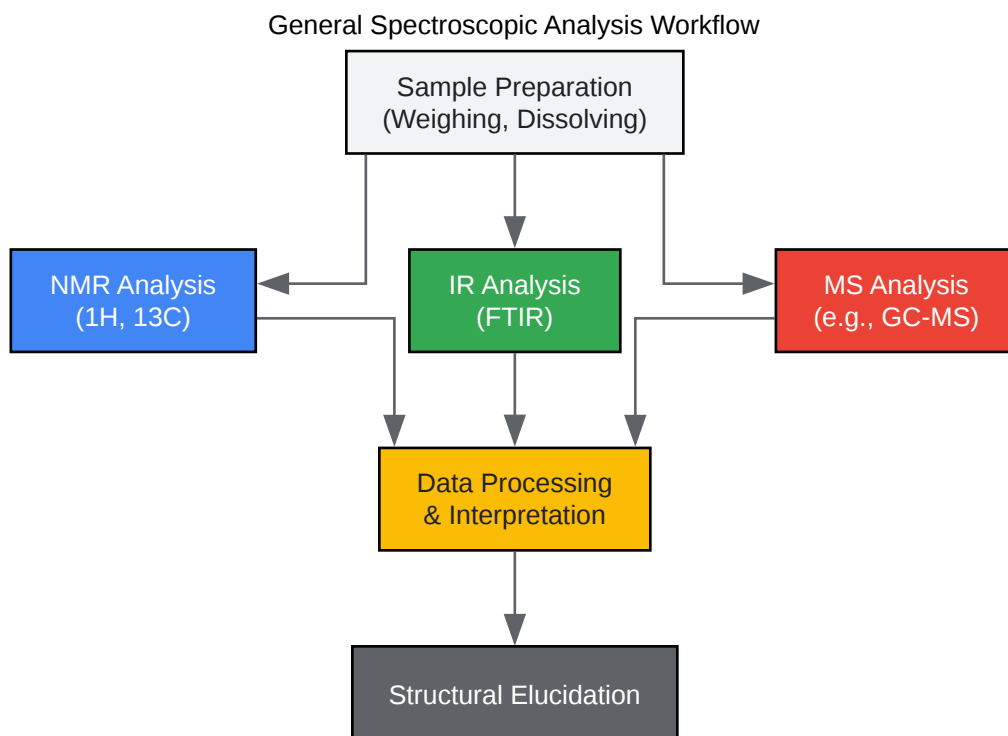 General Spectroscopic Analysis Workflow
Sample Preparation
(Weighing, Dissolving)
NMR Analysis
(1H, 13C)
IR Analysis
(FTIR)
MS Analysis
(e.g., GC-MS)
Data Processing
& Interpretation
Structural Elucidation